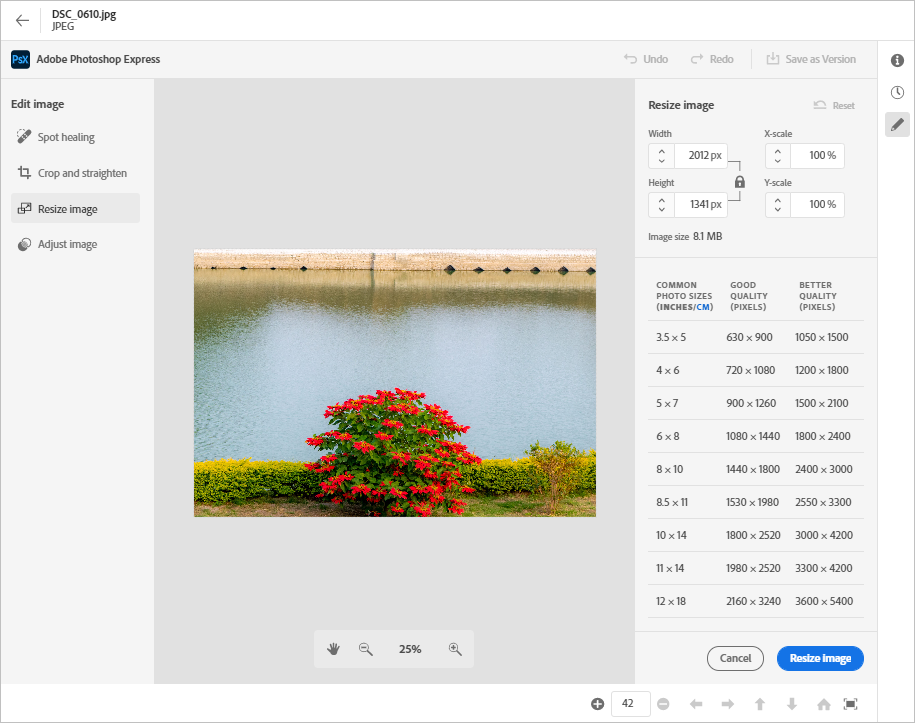 DSC_0610.jpg
JPEG
PsX Adobe Photoshop Express
Undo Redo Save as Version
Edit image
Spot healing
Crop and straighten
Resize image
Adjust image
25%
Resize image Reset
Width X-scale
2012 px 100 %
Height Y-scale
1341 px 100 %
Image size 8.1 MB
COMMON PHOTO SIZES (INCHES/CM) GOOD QUALITY (PIXELS) BETTER QUALITY (PIXELS)
3.5 × 5 630 × 900 1050 × 1500
4 × 6 720 × 1080 1200 × 1800
5 × 7 900 × 1260 1500 × 2100
6 × 8 1080 × 1440 1800 × 2400
8 × 10 1440 × 1800 2400 × 3000
8.5 × 11 1530 × 1980 2550 × 3300
10 × 14 1800 × 2520 3000 × 4200
11 × 14 1980 × 2520 3300 × 4200
12 × 18 2160 × 3240 3600 × 5400
Cancel Resize image
42